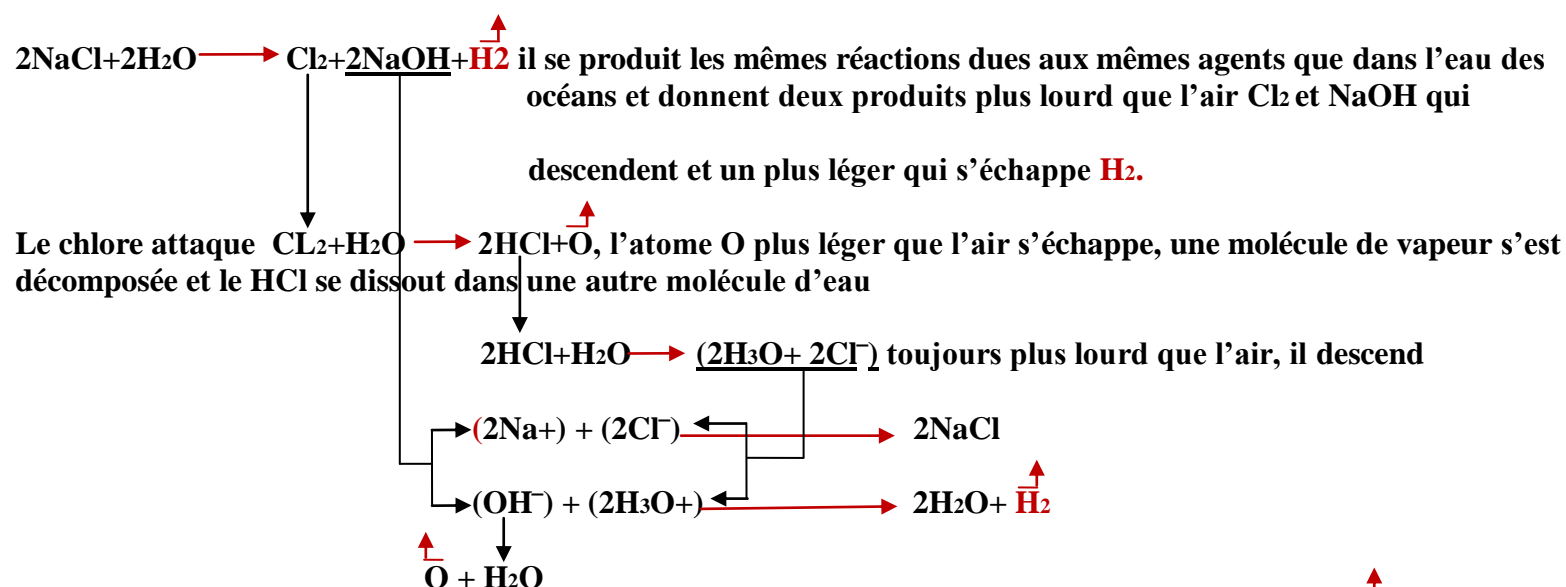 2NaCl+2H2O → Cl2+2NaOH+H2 il se produit les mêmes réactions dues aux mêmes agents que dans l’eau des
océans et donnent deux produits plus lourd que l’air Cl2 et NaOH qui
descendent et un plus léger qui s’échappe H2.
Le chlore attaque CL2+H2O → 2HCl+O, l’atome O plus léger que l’air s’échappe, une molécule de vapeur s’est
décomposée et le HCl se dissout dans une autre molécule d’eau
2HCl+H2O → (2H3O+ 2Cl⁻) toujours plus lourd que l’air, il descend
(2Na+) + (2Cl⁻) → 2NaCl
(OH⁻) + (2H3O+) → 2H2O+ H2
O + H2O